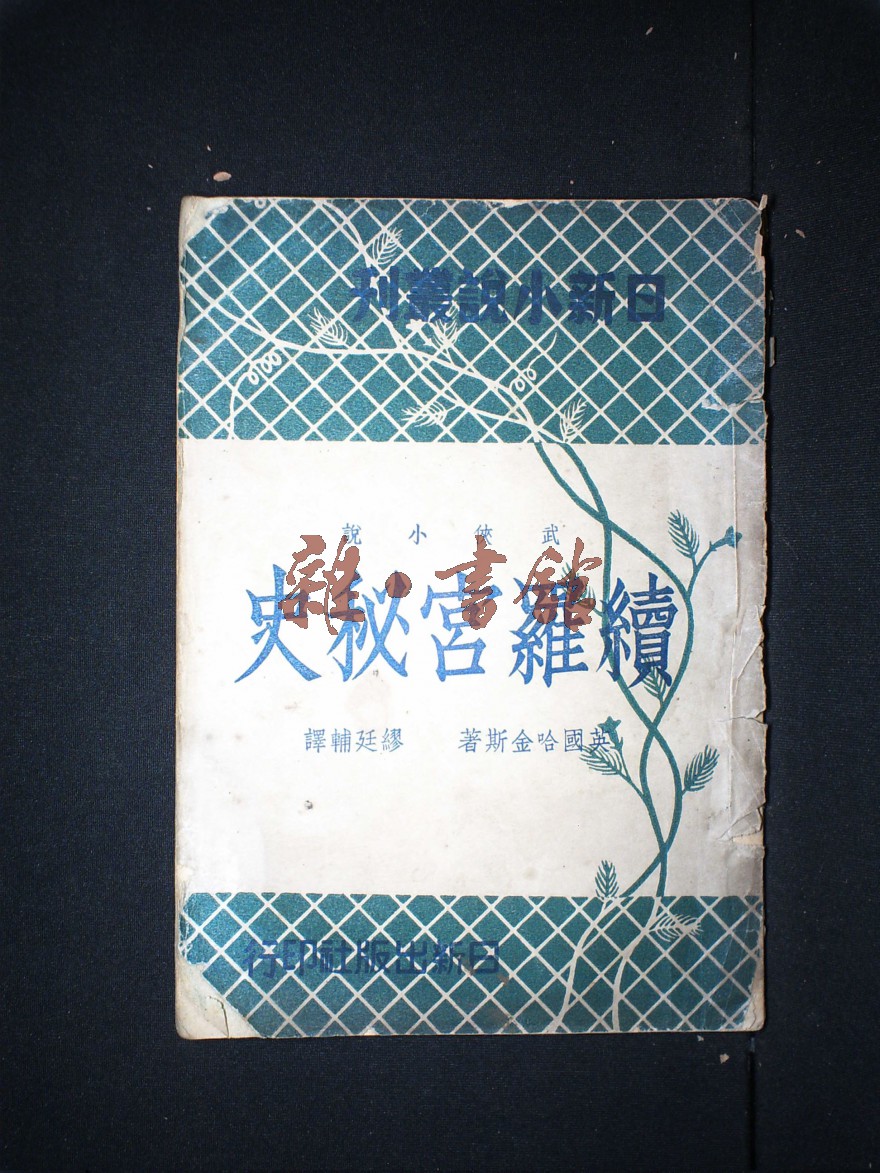 日新小說叢刊
武俠小說
續羅宮秘史
雜·書館
英國哈金斯著 繆廷輔譯
日新出版社印行